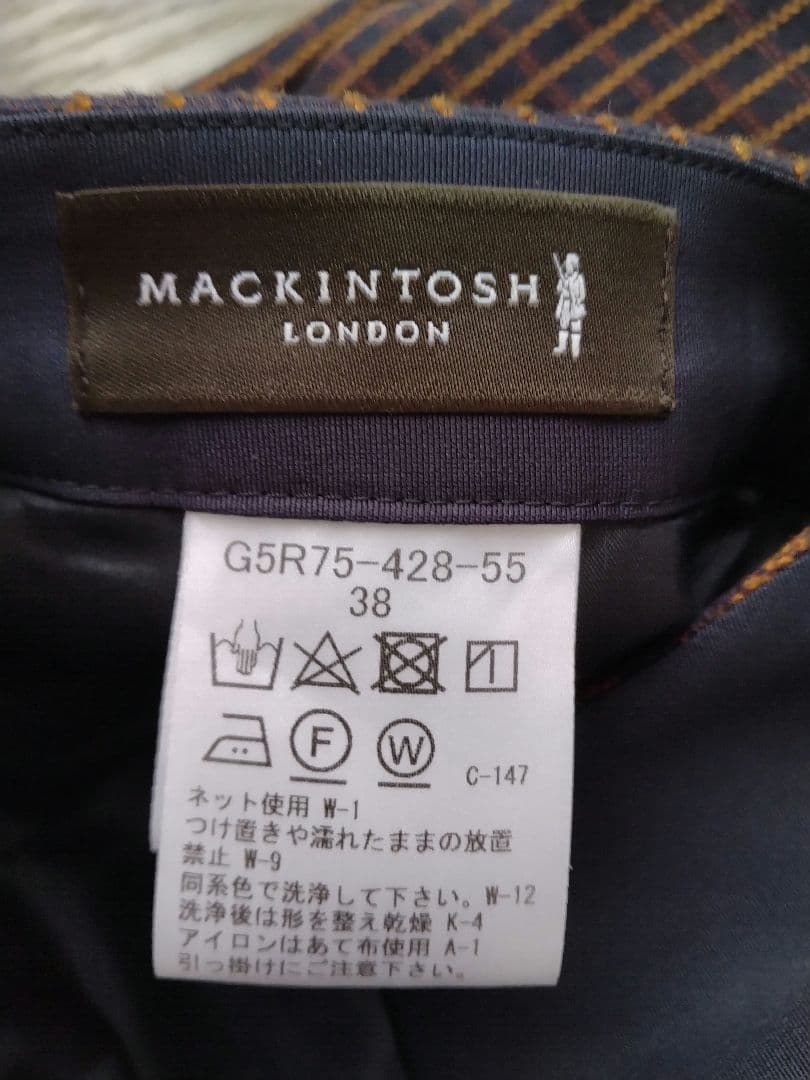 MACKINTOSH
LONDON
G5R75-428-55
38
F W C-147
ネット使用 W-1
つけ置きや濡れたままの放置
禁止 W-9
同系色で洗浄して下さい。W-12
洗浄後は形を整え乾燥 K-4
アイロンはあて布使用 A-1
引っ掛けにご注意下さい。